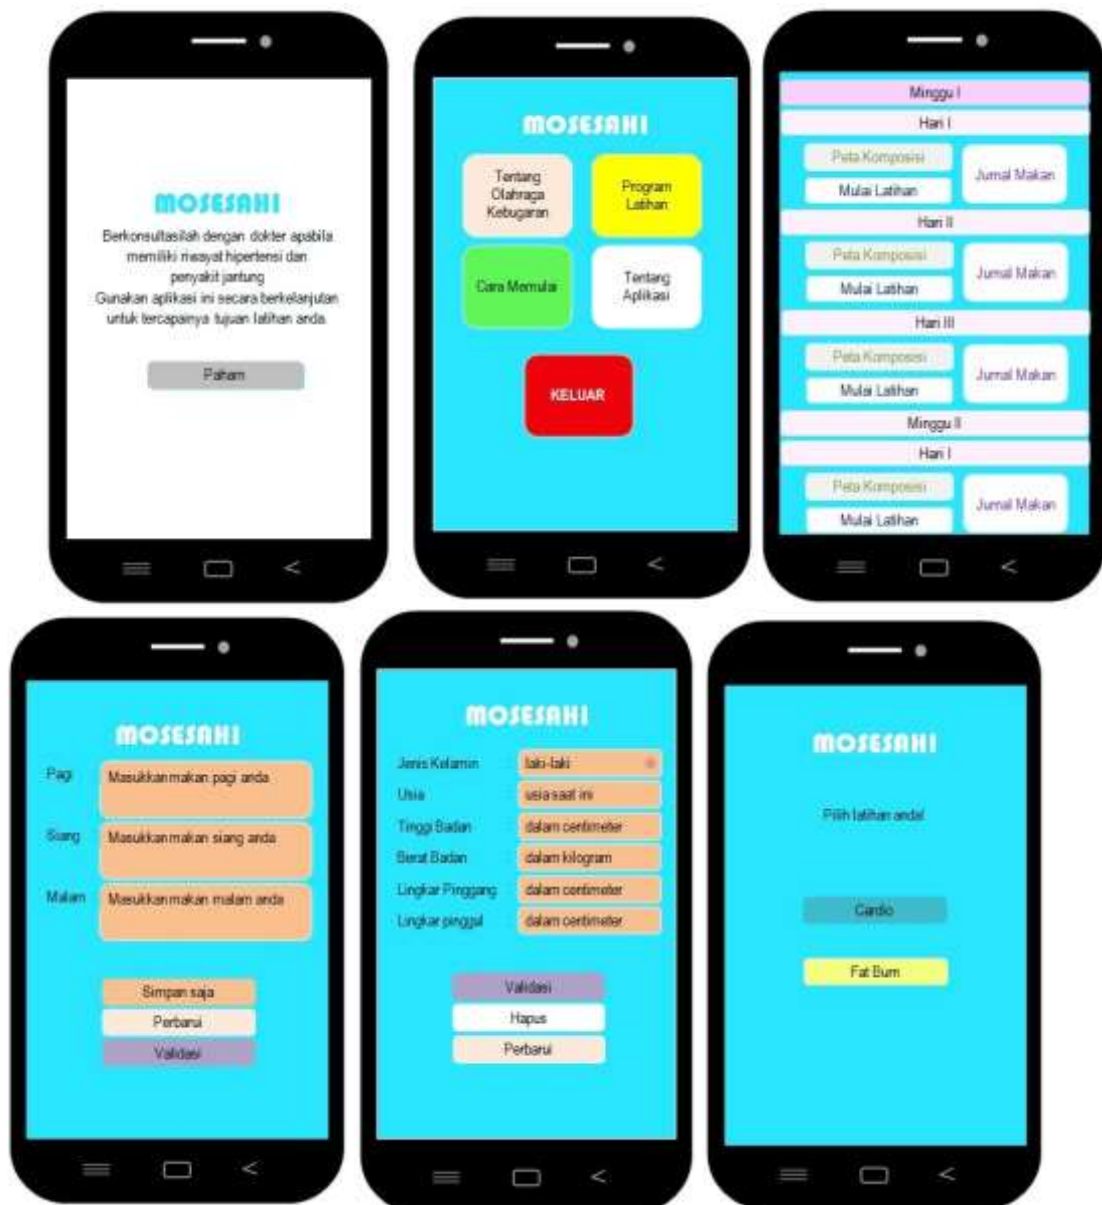 MOSESAHI
Berkonsultasilah dengan dokter apabila
memiliki riwayat hipertensi dan
penyakit jantung
Gunakan aplikasi ini secara berkelanjutan
untuk tercapainya tujuan latihan anda
Paham
MOSESAHI
Tentang
Olahraga
Kebugaran
Program
Latihan
Cara Memulai
Tentang
Aplikasi
KELUAR
Minggu I
Hari I
Peta Komposisi
Mulai Latihan
Jurnal Makan
Hari II
Peta Komposisi
Mulai Latihan
Jurnal Makan
Hari III
Peta Komposisi
Mulai Latihan
Jurnal Makan
Minggu II
Hari I
Peta Komposisi
Mulai Latihan
Jurnal Makan
MOSESAHI
Pagi Masukkan makan pagi anda
Siang Masukkan makan siang anda
Malam Masukkan makan malam anda
Simpan saja
Perbarui
Validasi
MOSESAHI
Jenis Kelamin : laki-laki
Usia : usia saat ini
Tinggi Badan : dalam centimeter
Berat Badan : dalam kilogram
Lingkar Pinggang : dalam centimeter
Lingkar pinggul : dalam centimeter
Validasi
Hapus
Perbarui
MOSESAHI
Pilih latihan anda!
Cardio
Fat Burn